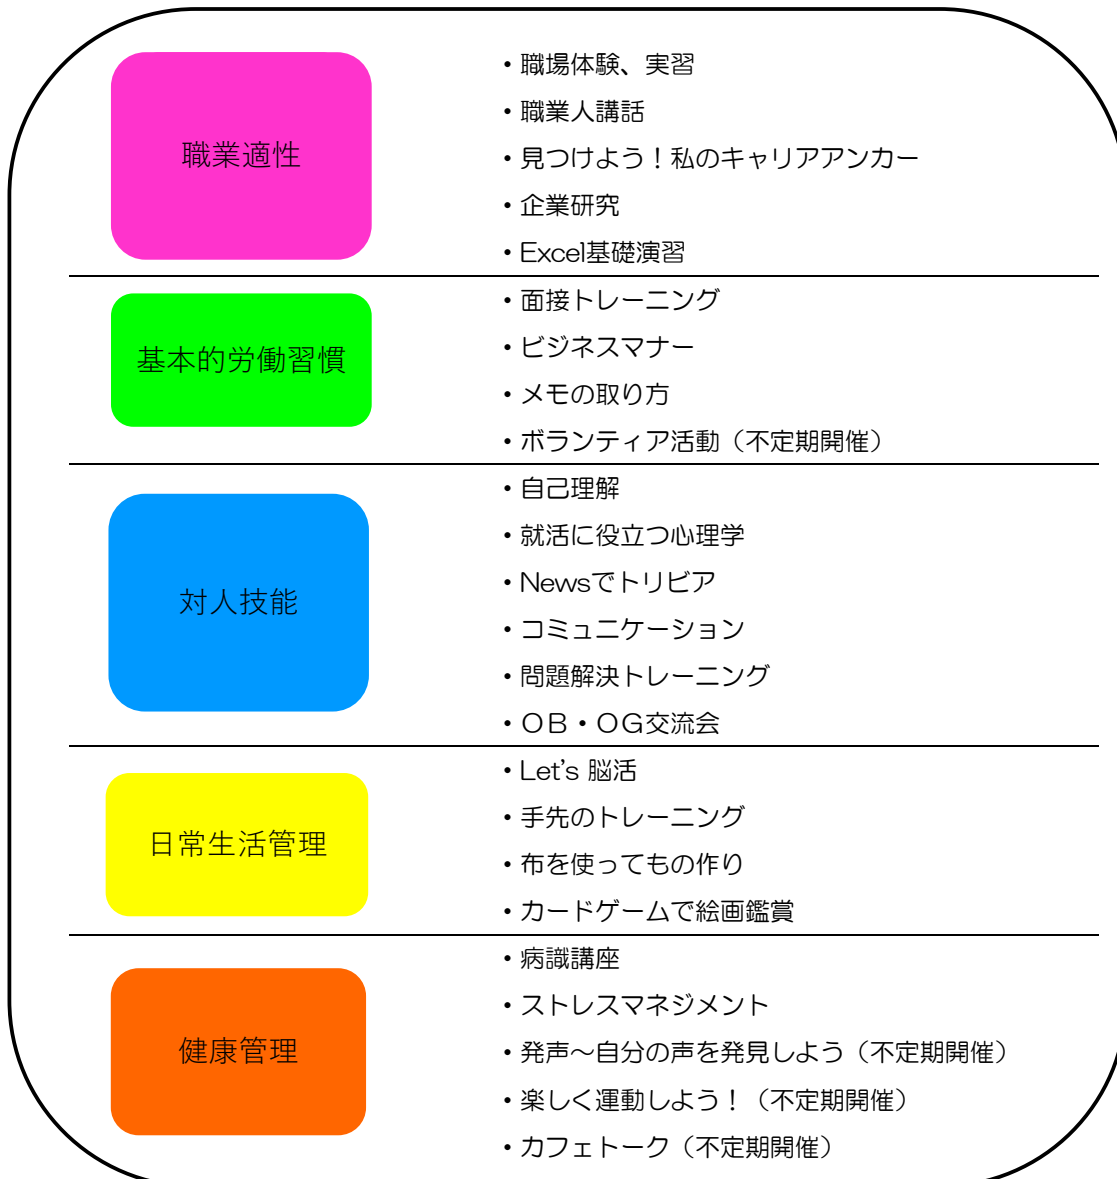 職業適性
・職場体験、実習
・職業人講話
・見つけよう！私のキャリアアンカー
・企業研究
・Excel基礎演習
基本的労働習慣
・面接トレーニング
・ビジネスマナー
・メモの取り方
・ボランティア活動（不定期開催）
対人技能
・自己理解
・就活に役立つ心理学
・Newsでトリビア
・コミュニケーション
・問題解決トレーニング
・ＯＢ・ＯＧ交流会
日常生活管理
・Let’s 脳活
・手先のトレーニング
・布を使ってもの作り
・カードゲームで絵画鑑賞
健康管理
・病識講座
・ストレスマネジメント
・発声～自分の声を発見しよう（不定期開催）
・楽しく運動しよう！（不定期開催）
・カフェトーク（不定期開催）